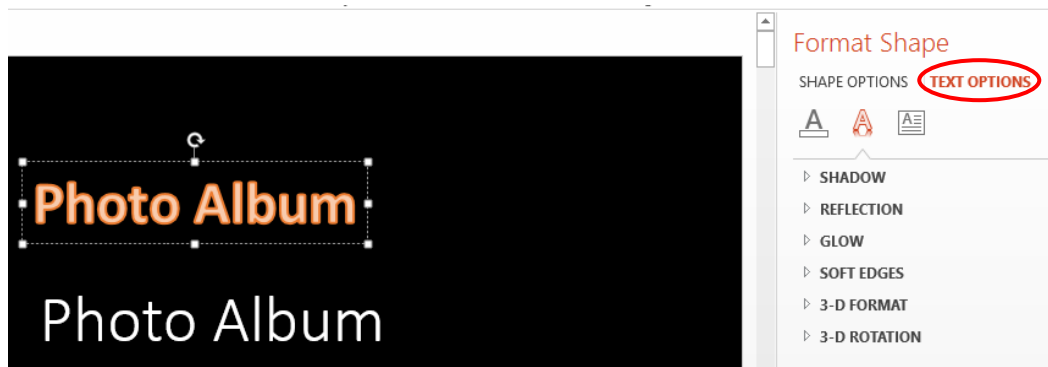 Photo Album
Photo Album
Format Shape
SHAPE OPTIONS TEXT OPTIONS
A A A
SHADOW
REFLECTION
GLOW
SOFT EDGES
3-D FORMAT
3-D ROTATION